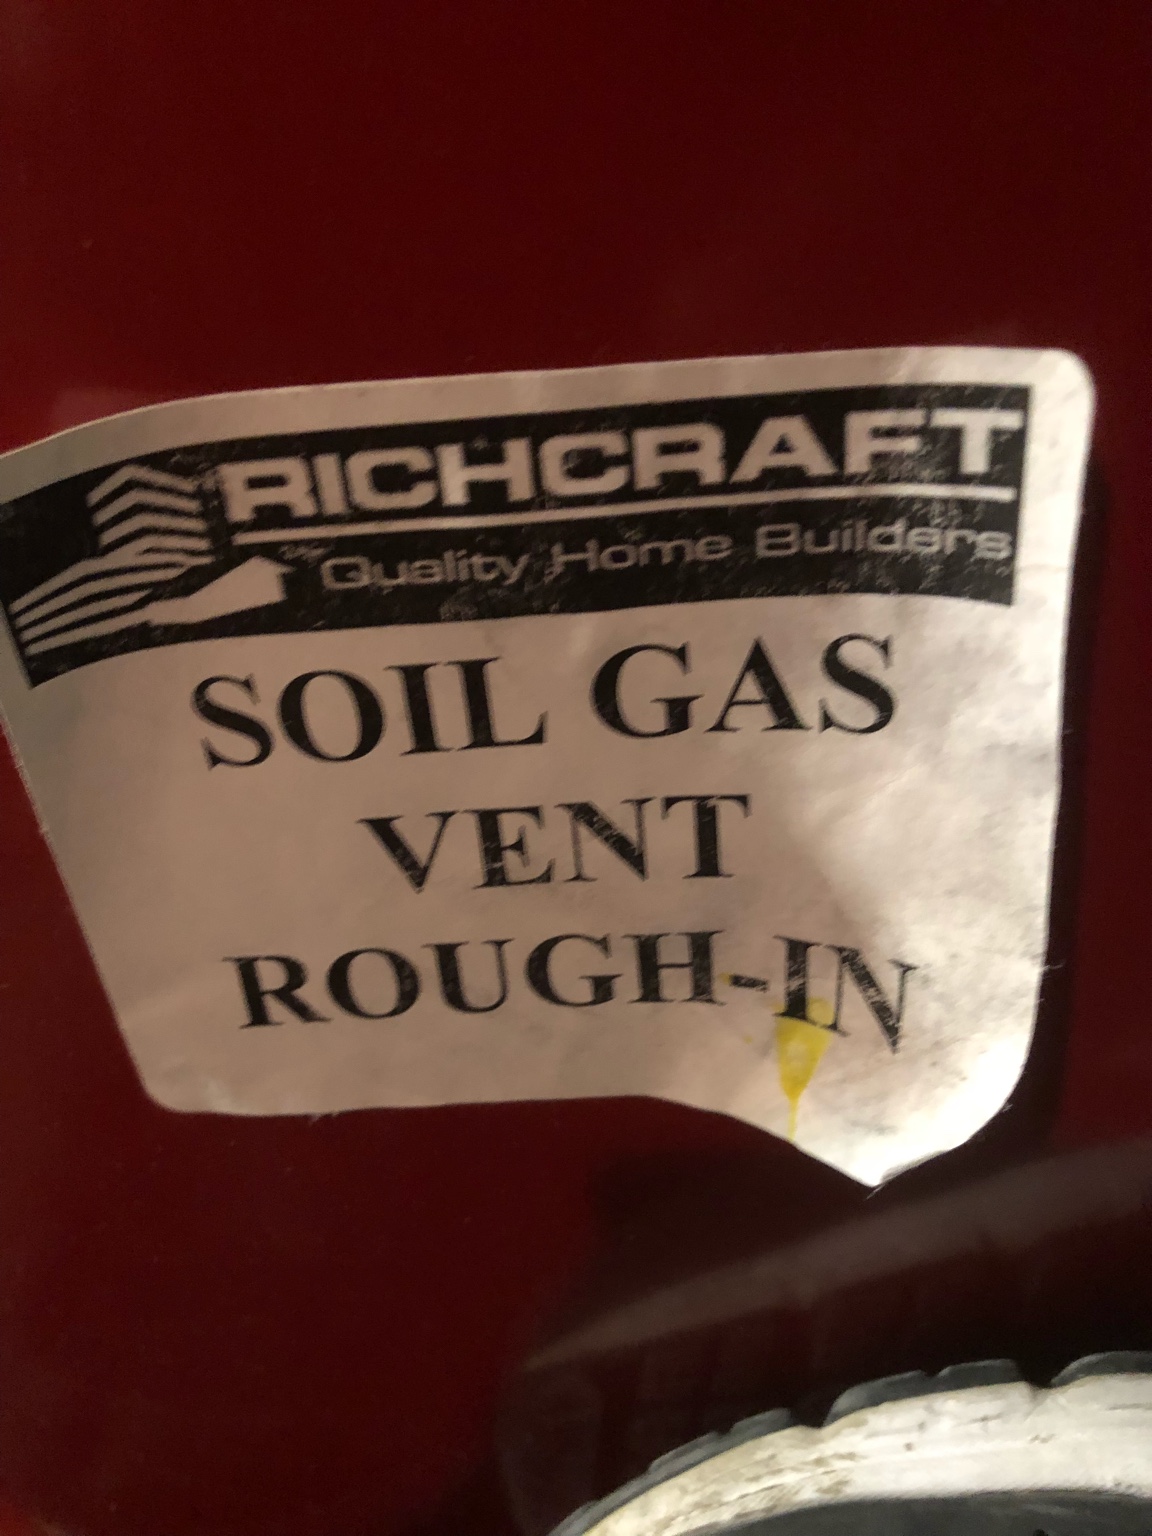 RICHCRAFT
Quality Home Builders
SOIL GAS
VENT
ROUGH-IN